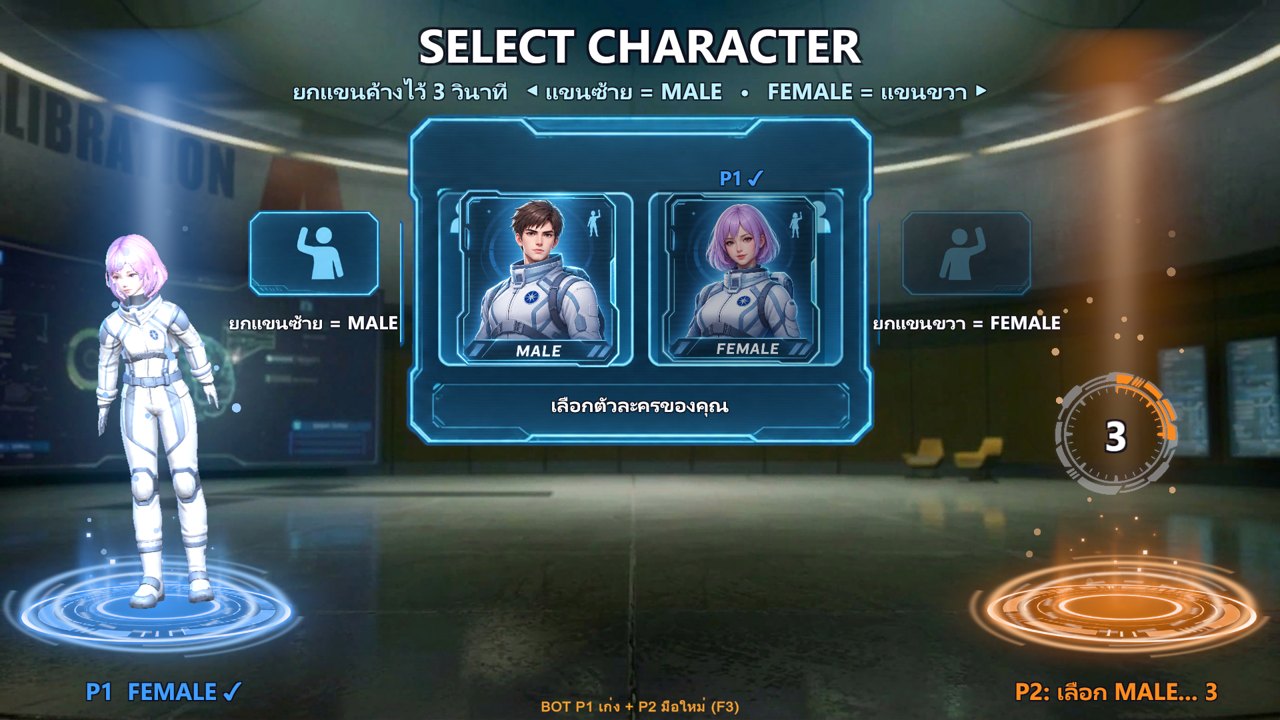 SELECT CHARACTER
ยกแขนค้างไว้ 3 วินาที ◄ แขนซ้าย = MALE • FEMALE = แขนขวา ►
LIBRATION
P1 ✓
MALE
FEMALE
ยกแขนซ้าย = MALE
ยกแขนขวา = FEMALE
เลือกตัวละครของคุณ
3
P1 FEMALE ✓
P2: เลือก MALE... 3
BOT P1 เก่ง + P2 มือใหม่ (F3)